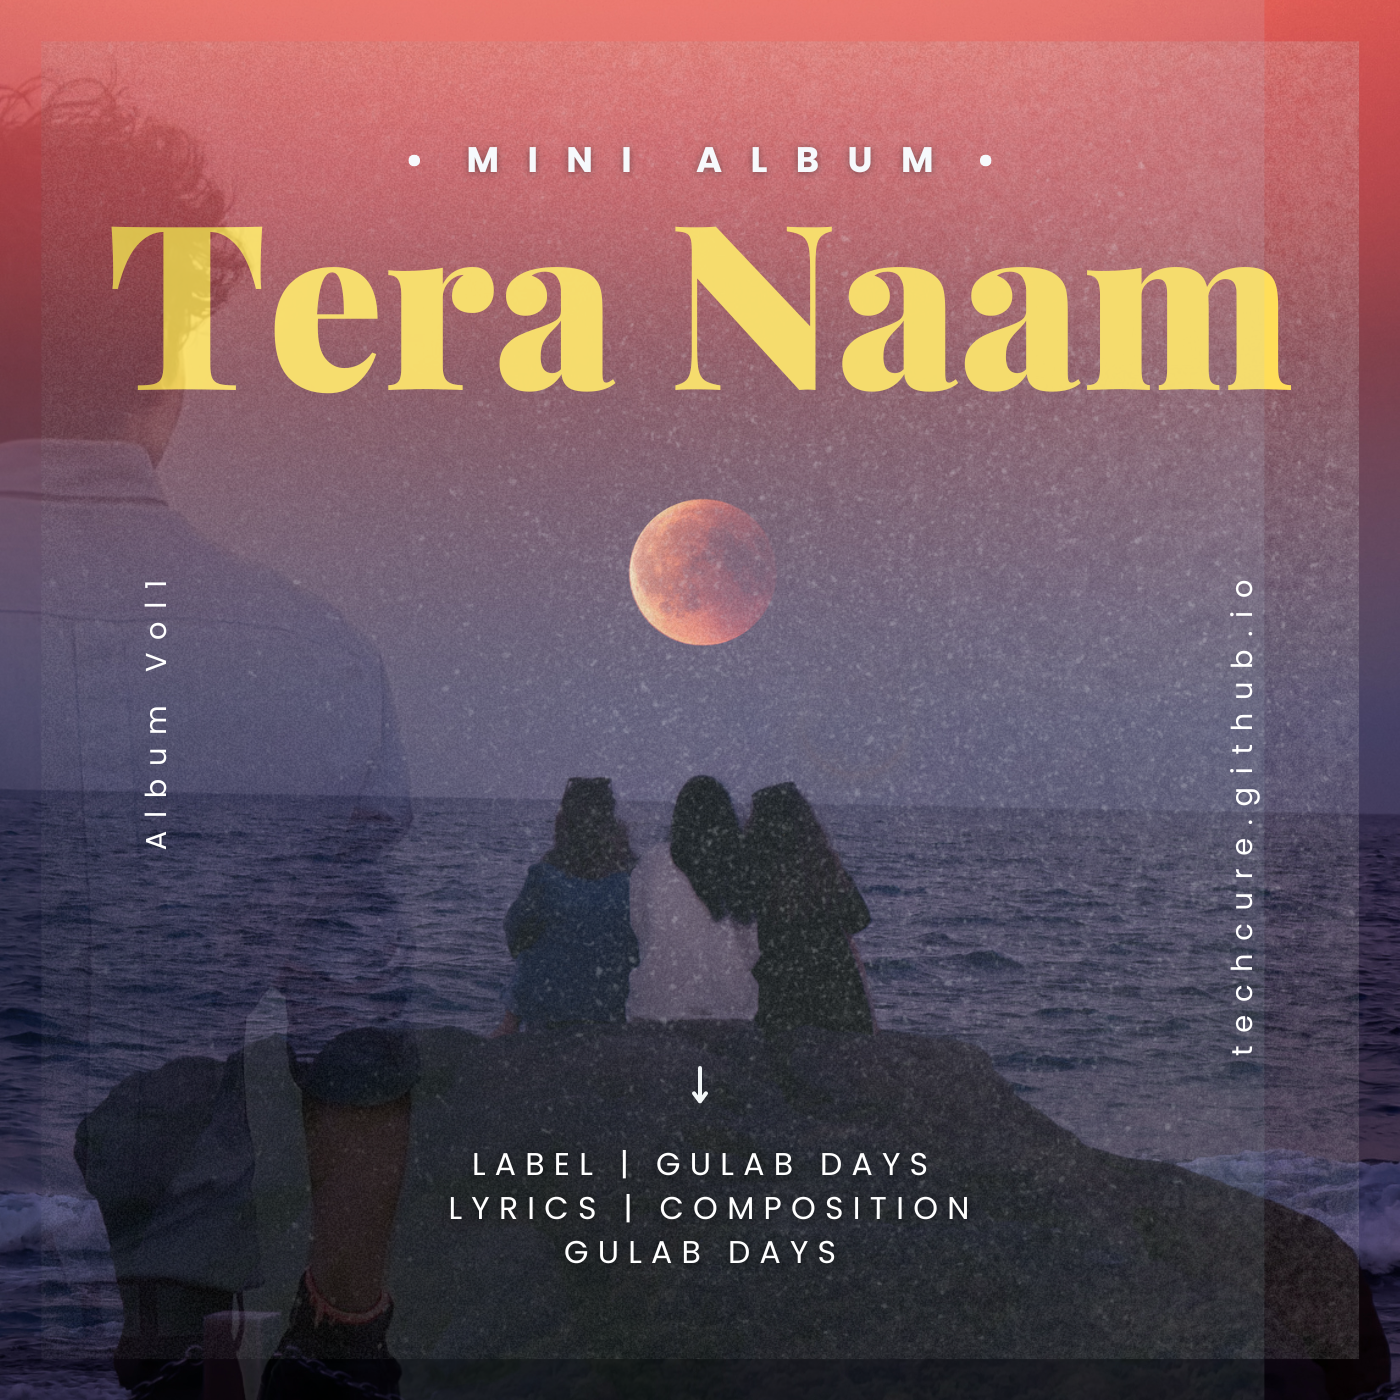 • MINI ALBUM •
Tera Naam
Album Vol1
techcure.github.io
↓
LABEL | GULAB DAYS
LYRICS | COMPOSITION
GULAB DAYS